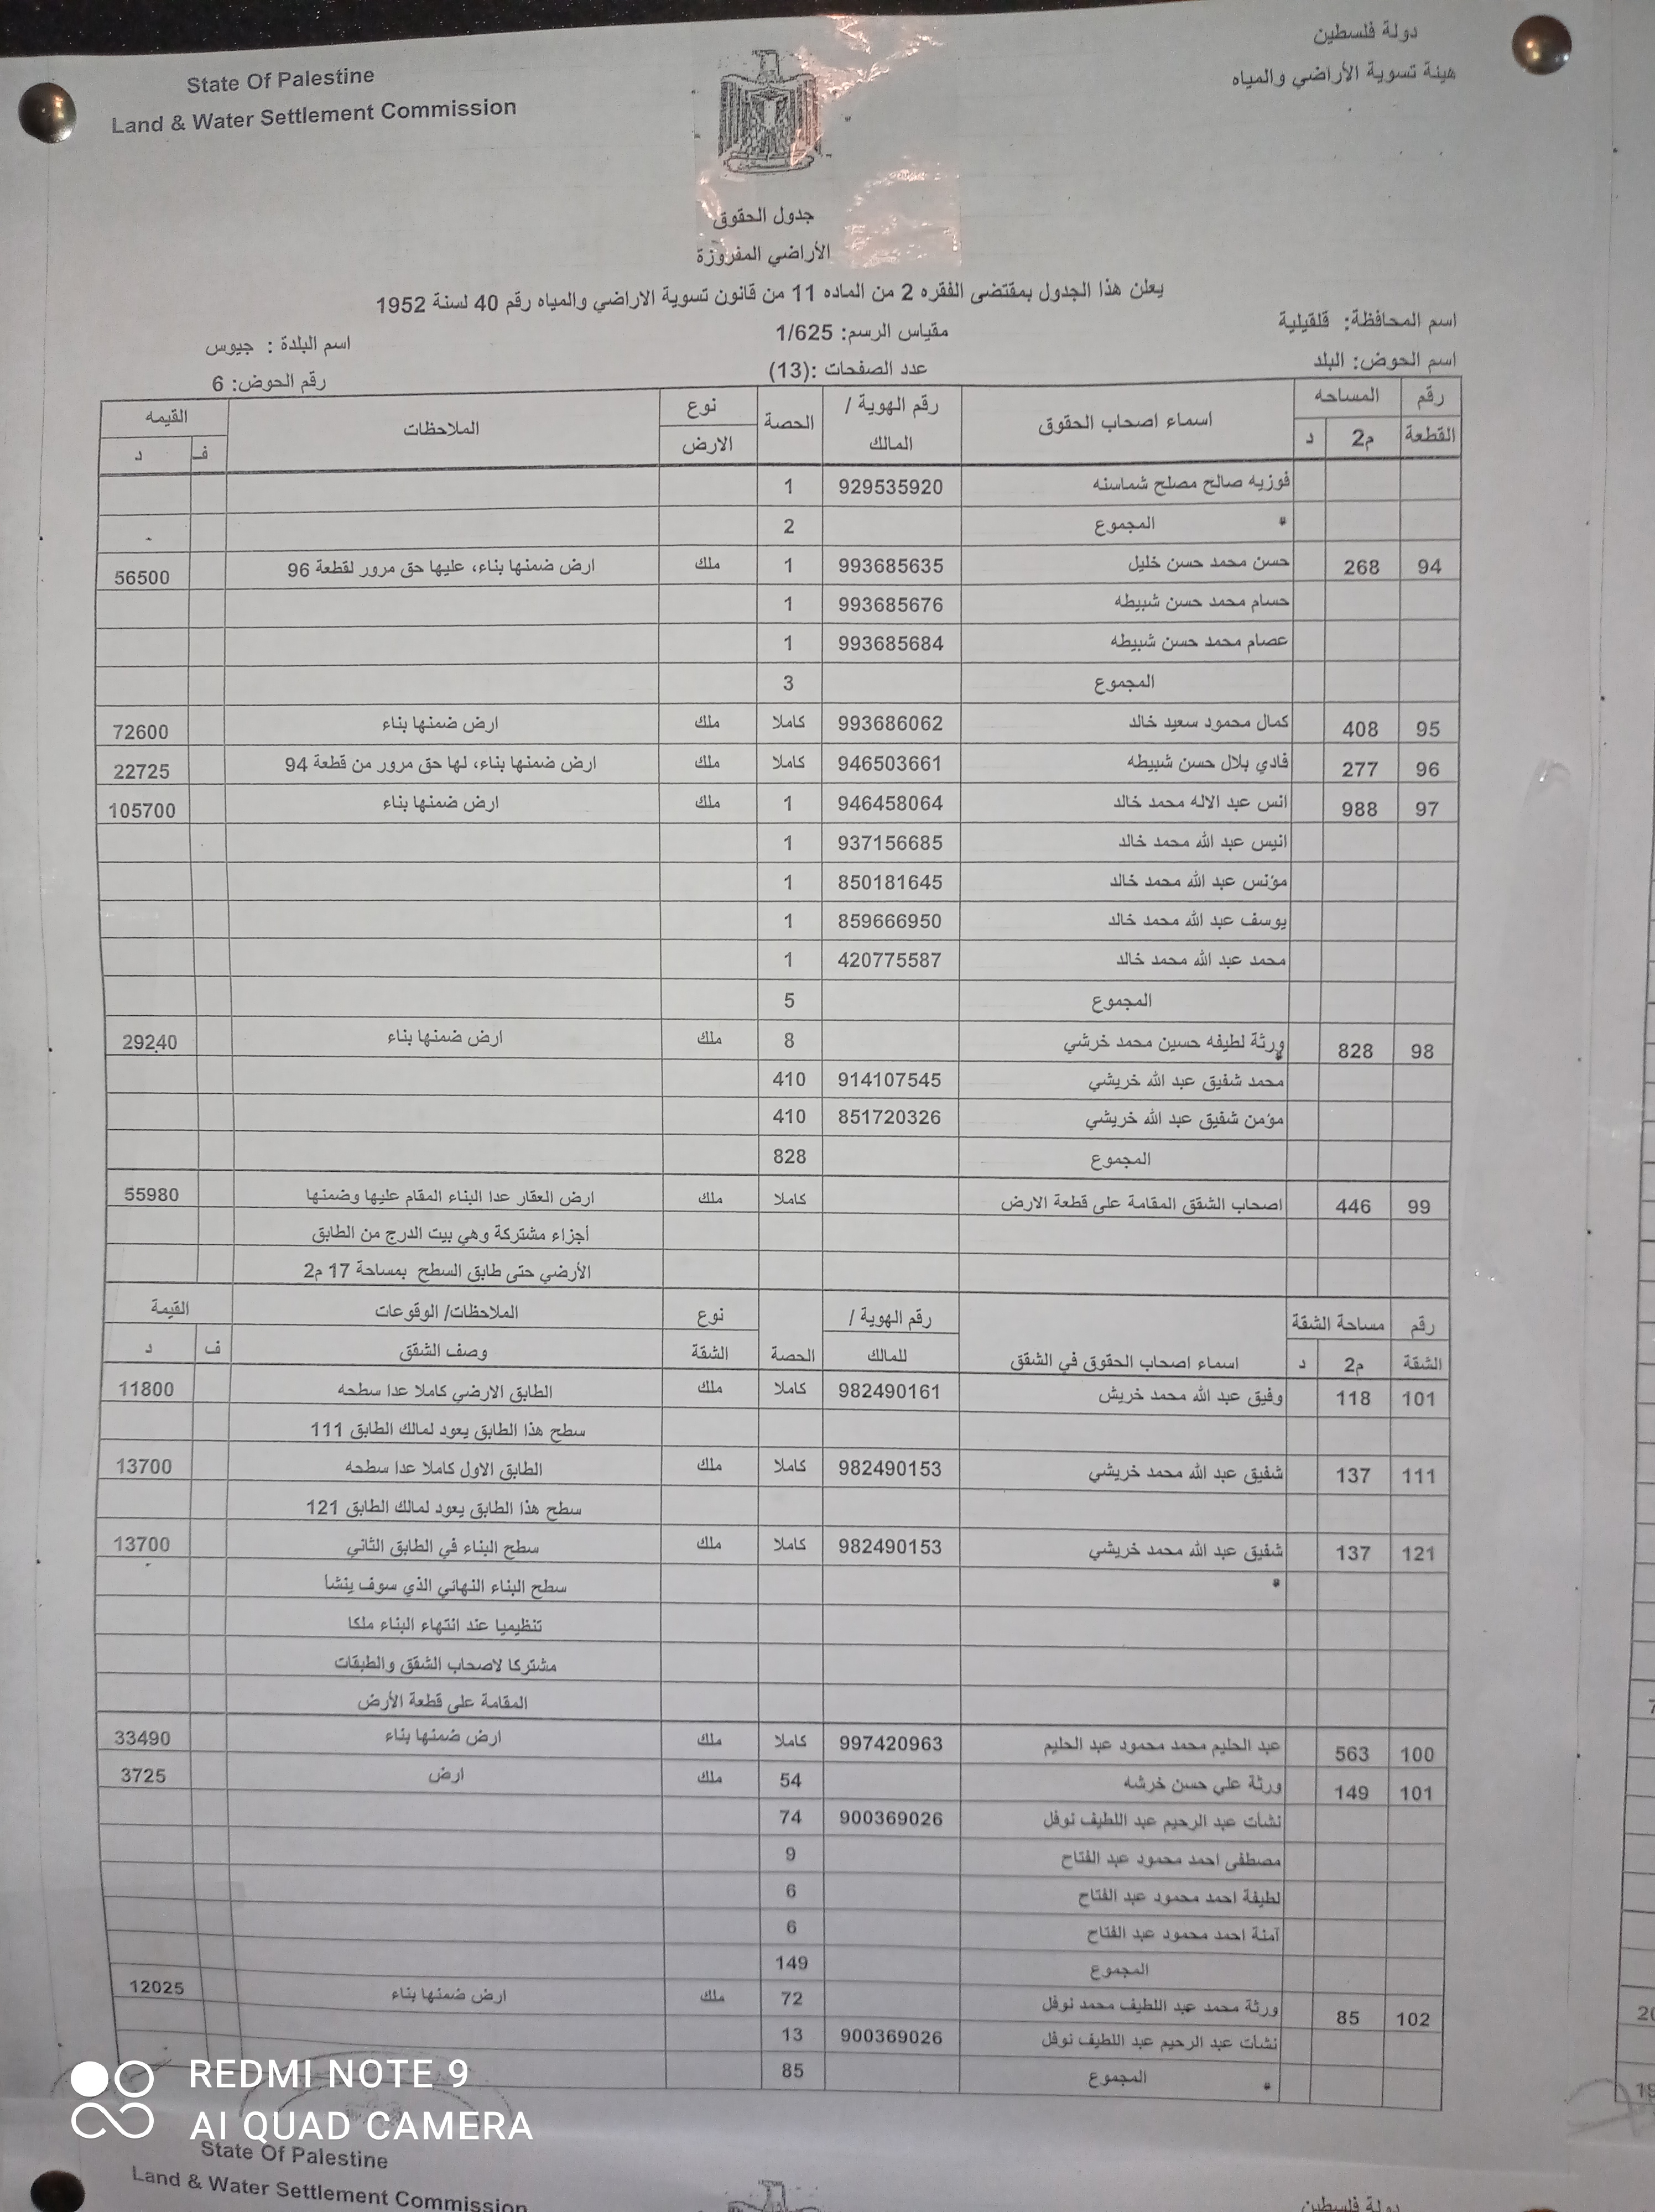 دولة فلسطين
هيئة تسوية الأراضي والمياه
State Of Palestine
Land & Water Settlement Commission
جدول الحقوق
الأراضي المفروزة
يعلن هذا الجدول بمقتضى الفقره 2 من الماده 11 من قانون تسوية الاراضي والمياه رقم 40 لسنة 1952
اسم المحافظة: قلقيلية مقياس الرسم: 1/625 اسم البلدة : جيوس
اسم الحوض: البلد عدد الصفحات :(13) رقم الحوض: 6
رقم المساحه اسماء اصحاب الحقوق رقم الهوية / الحصة نوع الملاحظات القيمه
القطعة م2 د المالك الارض ف د
فوزيه صالح مصلح شماسنه 929535920 1
المجموع 2
94 268 حسن محمد حسن خليل 993685635 1 ملك ارض ضمنها بناء، عليها حق مرور لقطعة 96 56500
حسام محمد حسن شبيطه 993685676 1
عصام محمد حسن شبيطه 993685684 1
المجموع 3
95 408 كمال محمود سعيد خالد 993686062 كاملا ملك ارض ضمنها بناء 72600
96 277 فادي بلال حسن شبيطه 946503661 كاملا ملك ارض ضمنها بناء، لها حق مرور من قطعة 94 22725
97 988 انس عبد الاله محمد خالد 946458064 1 ملك ارض ضمنها بناء 105700
انيس عبد الله محمد خالد 937156685 1
مؤنس عبد الله محمد خالد 850181645 1
يوسف عبد الله محمد خالد 859666950 1
محمد عبد الله محمد خالد 420775587 1
المجموع 5
98 828 ورثة لطيفه حسين محمد خرشي 8 ملك ارض ضمنها بناء 29240
محمد شفيق عبد الله خريشي 914107545 410
مؤمن شفيق عبد الله خريشي 851720326 410
المجموع 828
99 446 اصحاب الشقق المقامة على قطعة الارض كاملا ملك ارض العقار عدا البناء المقام عليها وضمنها 55980
أجزاء مشتركة وهي بيت الدرج من الطابق
الأرضي حتى طابق السطح بمساحة 17 م2
رقم مساحة الشقة اسماء اصحاب الحقوق في الشقق رقم الهوية / الحصة نوع الملاحظات/ الوقوعات القيمة
الشقة م2 د للمالك الشقة وصف الشقق ف د
101 118 وفيق عبد الله محمد خريش 982490161 كاملا ملك الطابق الارضي كاملا عدا سطحه 11800
سطح هذا الطابق يعود لمالك الطابق 111
111 137 شفيق عبد الله محمد خريشي 982490153 كاملا ملك الطابق الاول كاملا عدا سطحه 13700
سطح هذا الطابق يعود لمالك الطابق 121
121 137 شفيق عبد الله محمد خريشي 982490153 كاملا ملك سطح البناء في الطابق الثاني 13700
سطح البناء النهائي الذي سوف ينشأ
تنظيميا عند انتهاء البناء ملكا
مشتركا لاصحاب الشقق والطبقات
المقامة على قطعة الأرض
100 563 عبد الحليم محمد محمود عبد الحليم 997420963 كاملا ملك ارض ضمنها بناء 33490
101 149 ورثة علي حسن خرشه 54 ملك ارض 3725
نشأت عبد الرحيم عبد اللطيف نوفل 900369026 74
مصطفى احمد محمود عبد الفتاح 9
لطيفة احمد محمود عبد الفتاح 6
آمنة احمد محمود عبد الفتاح 6
المجموع 149
102 85 ورثة محمد عبد اللطيف محمد نوفل 72 ملك ارض ضمنها بناء 12025
نشأت عبد الرحيم عبد اللطيف نوفل 900369026 13
المجموع 85
REDMI NOTE 9
AI QUAD CAMERA
State Of Palestine
Land & Water Settlement Commission
دولة فلسطين